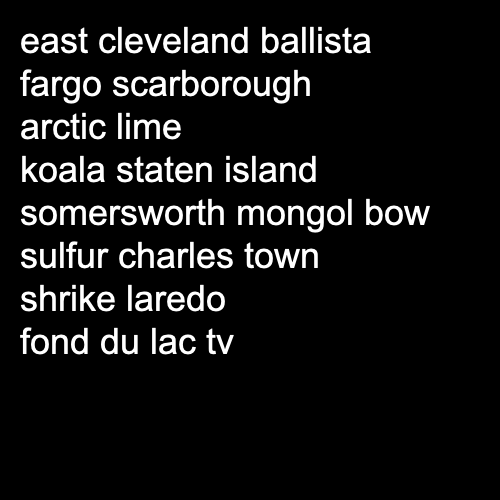 east cleveland ballista
fargo scarborough
arctic lime
koala staten island
somersworth mongol bow
sulfur charles town
shrike laredo
fond du lac tv